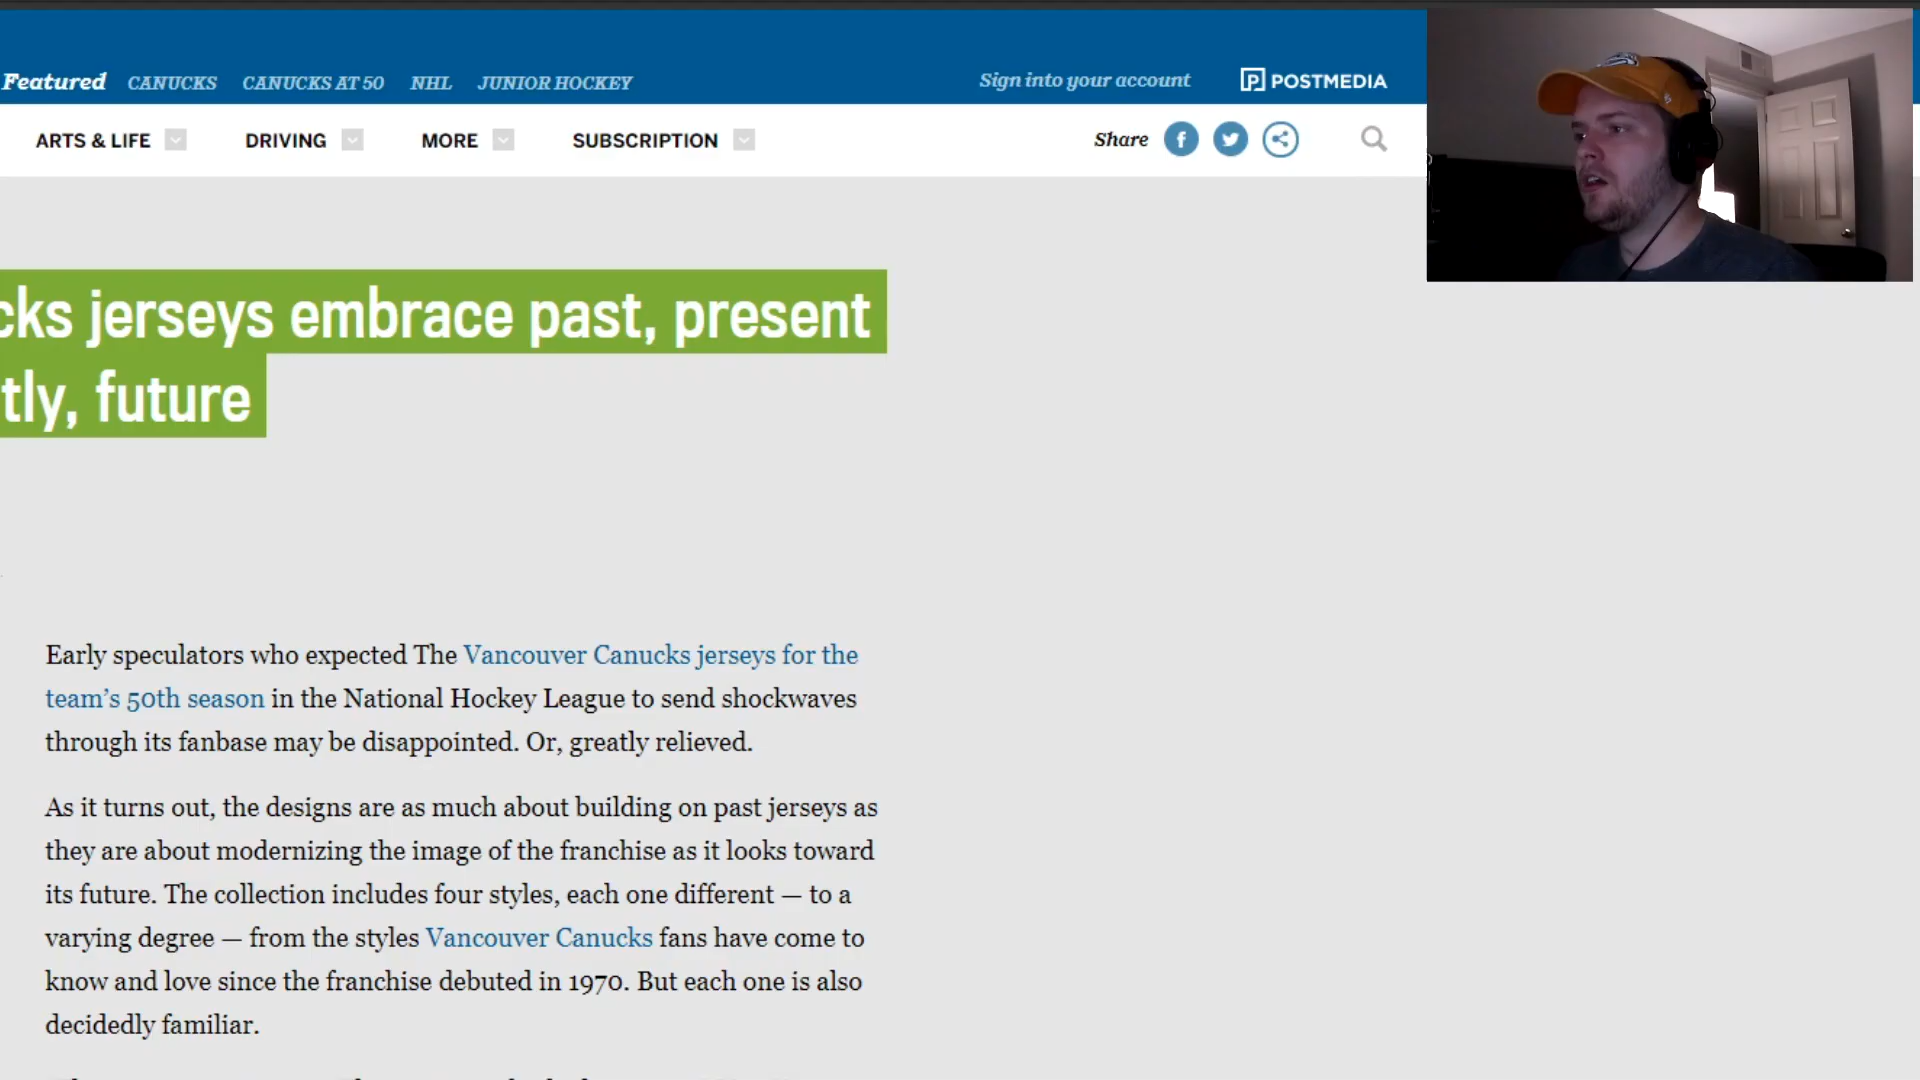 Featured CANUCKS CANUCKS AT 50 NHL JUNIOR HOCKEY Sign into your account P POSTMEDIA
ARTS & LIFE DRIVING MORE SUBSCRIPTION Share
cks jerseys embrace past, present
tly, future
Early speculators who expected The Vancouver Canucks jerseys for the
team’s 50th season in the National Hockey League to send shockwaves
through its fanbase may be disappointed. Or, greatly relieved.
As it turns out, the designs are as much about building on past jerseys as
they are about modernizing the image of the franchise as it looks toward
its future. The collection includes four styles, each one different — to a
varying degree — from the styles Vancouver Canucks fans have come to
know and love since the franchise debuted in 1970. But each one is also
decidedly familiar.